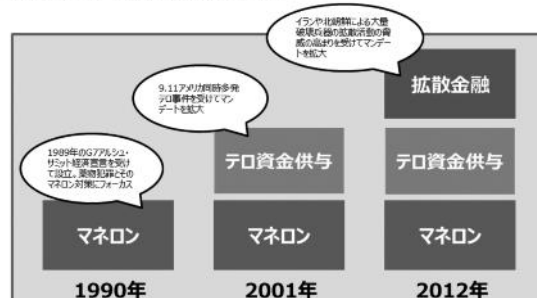 イランや北朝鮮による大量
破壊兵器の拡散活動の脅
威の高まりを受けてマンデー
トを拡大
拡散金融
9.11アメリカ同時多発
テロ事件を受けてマン
デートを拡大
テロ資金供与
テロ資金供与
1989年のG7アルシュ・
サミット経済宣言を受け
て設立。薬物犯罪とその
マネロン対策にフォーカス
マネロン
マネロン
マネロン
1990年
2001年
2012年